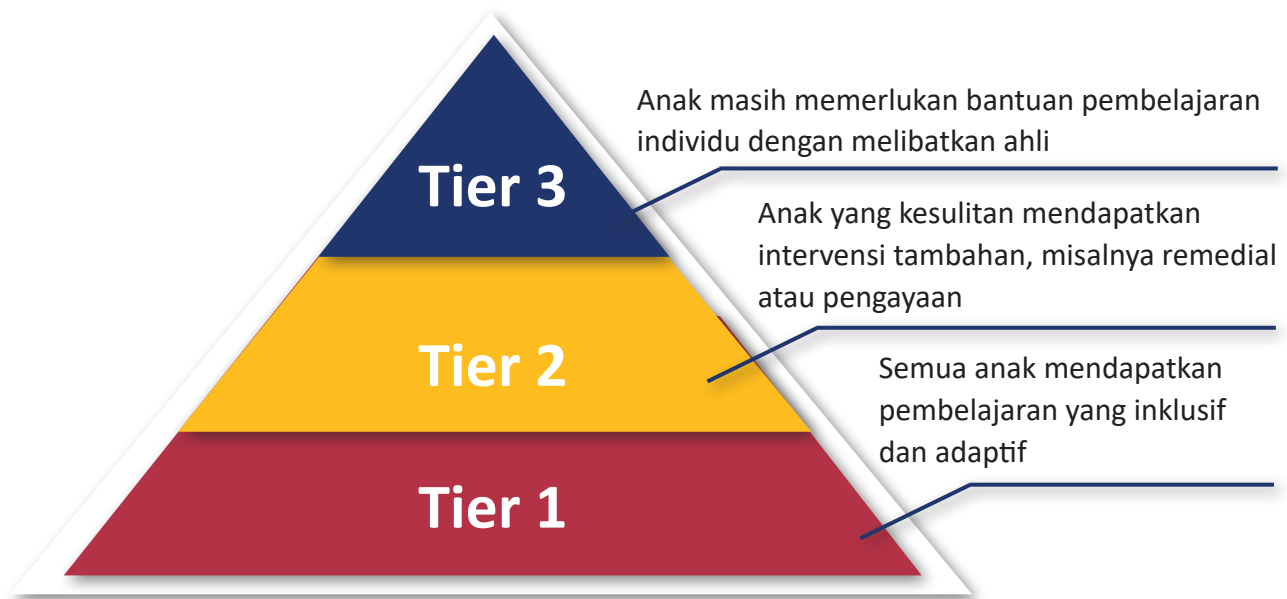 Tier 3
Anak masih memerlukan bantuan pembelajaran
individu dengan melibatkan ahli
Tier 2
Anak yang kesulitan mendapatkan
intervensi tambahan, misalnya remedial
atau pengayaan
Tier 1
Semua anak mendapatkan
pembelajaran yang inklusif
dan adaptif